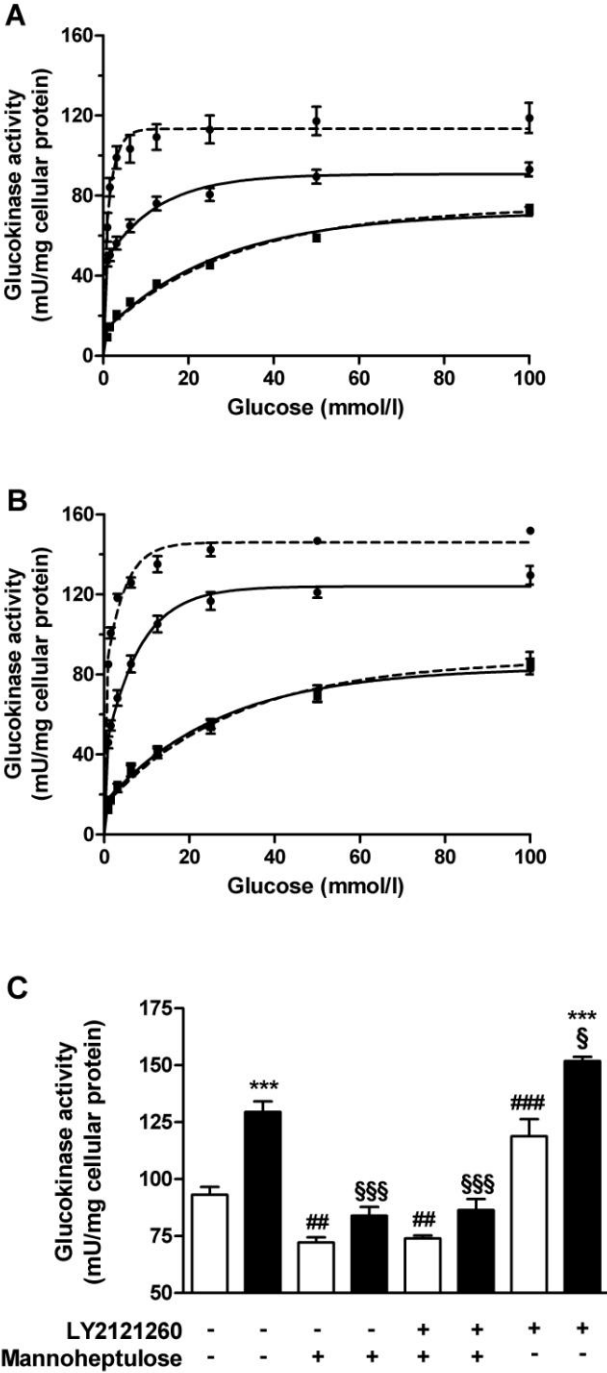 A
Glucokinase activity
(mU/mg cellular protein)
160
120
80
40
0
0 20 40 60 80 100
Glucose (mmol/l)
B
Glucokinase activity
(mU/mg cellular protein)
160
120
80
40
0
0 20 40 60 80 100
Glucose (mmol/l)
C
Glucokinase activity
(mU/mg cellular protein)
175
150
125
100
75
50
***
##
§§§
##
§§§
###
***
§
LY2121260 - - - - + + + +
Mannoheptulose - - + + + + - -